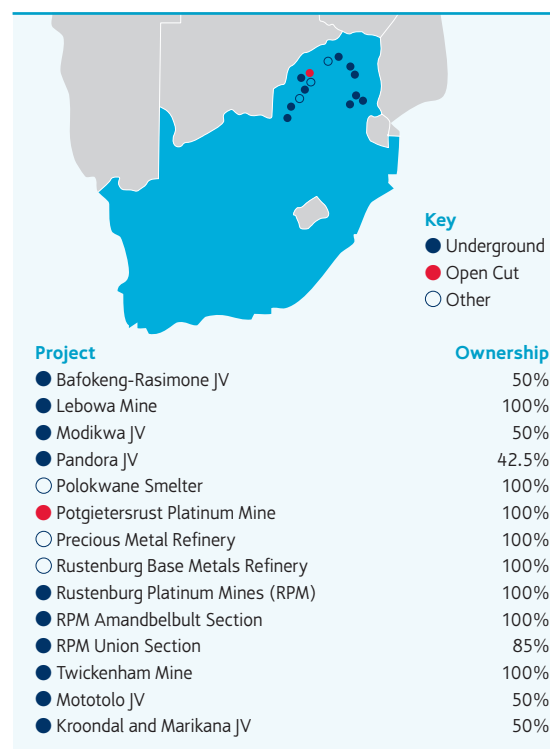 Key
Underground
Open Cut
Other
Project Ownership
Bafokeng-Rasimone JV 50%
Lebowa Mine 100%
Modikwa JV 50%
Pandora JV 42.5%
Polokwane Smelter 100%
Potgietersrust Platinum Mine 100%
Precious Metal Refinery 100%
Rustenburg Base Metals Refinery 100%
Rustenburg Platinum Mines (RPM) 100%
RPM Amandbelbult Section 100%
RPM Union Section 85%
Twickenham Mine 100%
Mototolo JV 50%
Kroondal and Marikana JV 50%